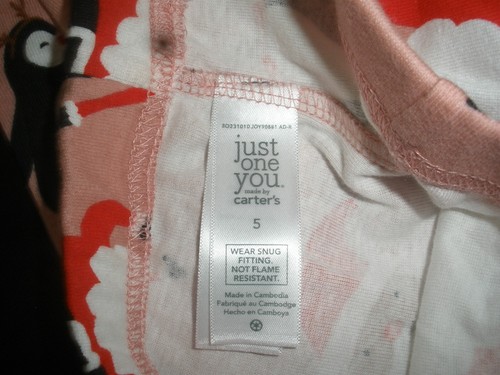 just
one
you.
made by
carter's
5
WEAR SNUG
FITTING.
NOT FLAME
RESISTANT.
Made in Cambodia
Fabriqué au Cambodge
Hecho en Camboya